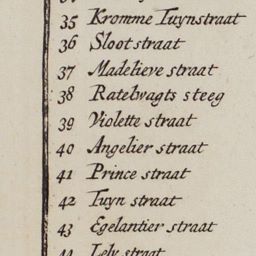 35 Kromme Tuynstraat
36 Sloot straat
37 Madelieve straat
38 Ratelwagts steeg
39 Violette straat
40 Angelier straat
41 Prince straat
42 Tuyn straat
43 Egelantier straat
44 Lely straat